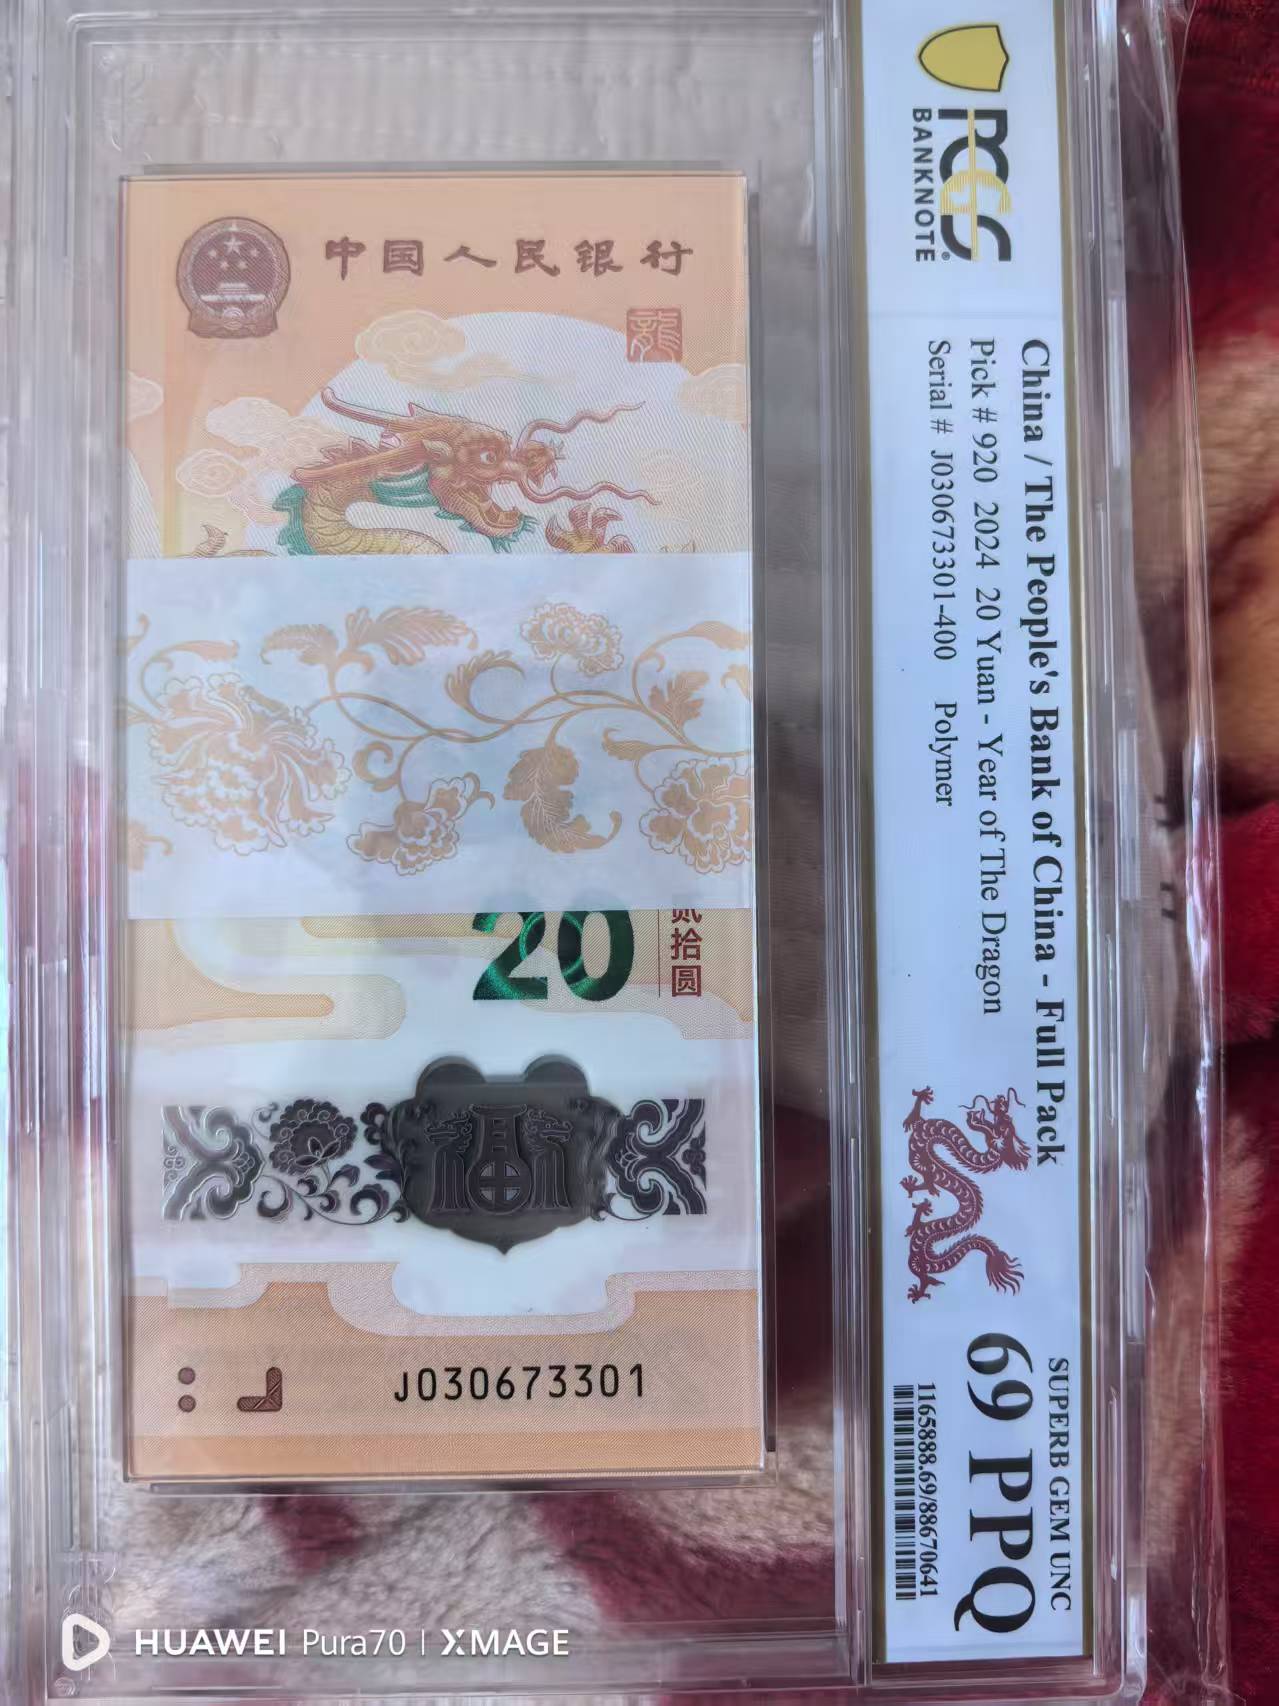 中国人民银行
龍
20
贰拾圆
J030673301
PCGS
BANKNOTE
China / The People's Bank of China - Full Pack
Pick # 920 2024 20 Yuan - Year of The Dragon
Serial # J030673301-400 Polymer
SUPERB GEM UNC
69 PPQ
1165888.69/88670641
HUAWEI Pura70 | XMAGE